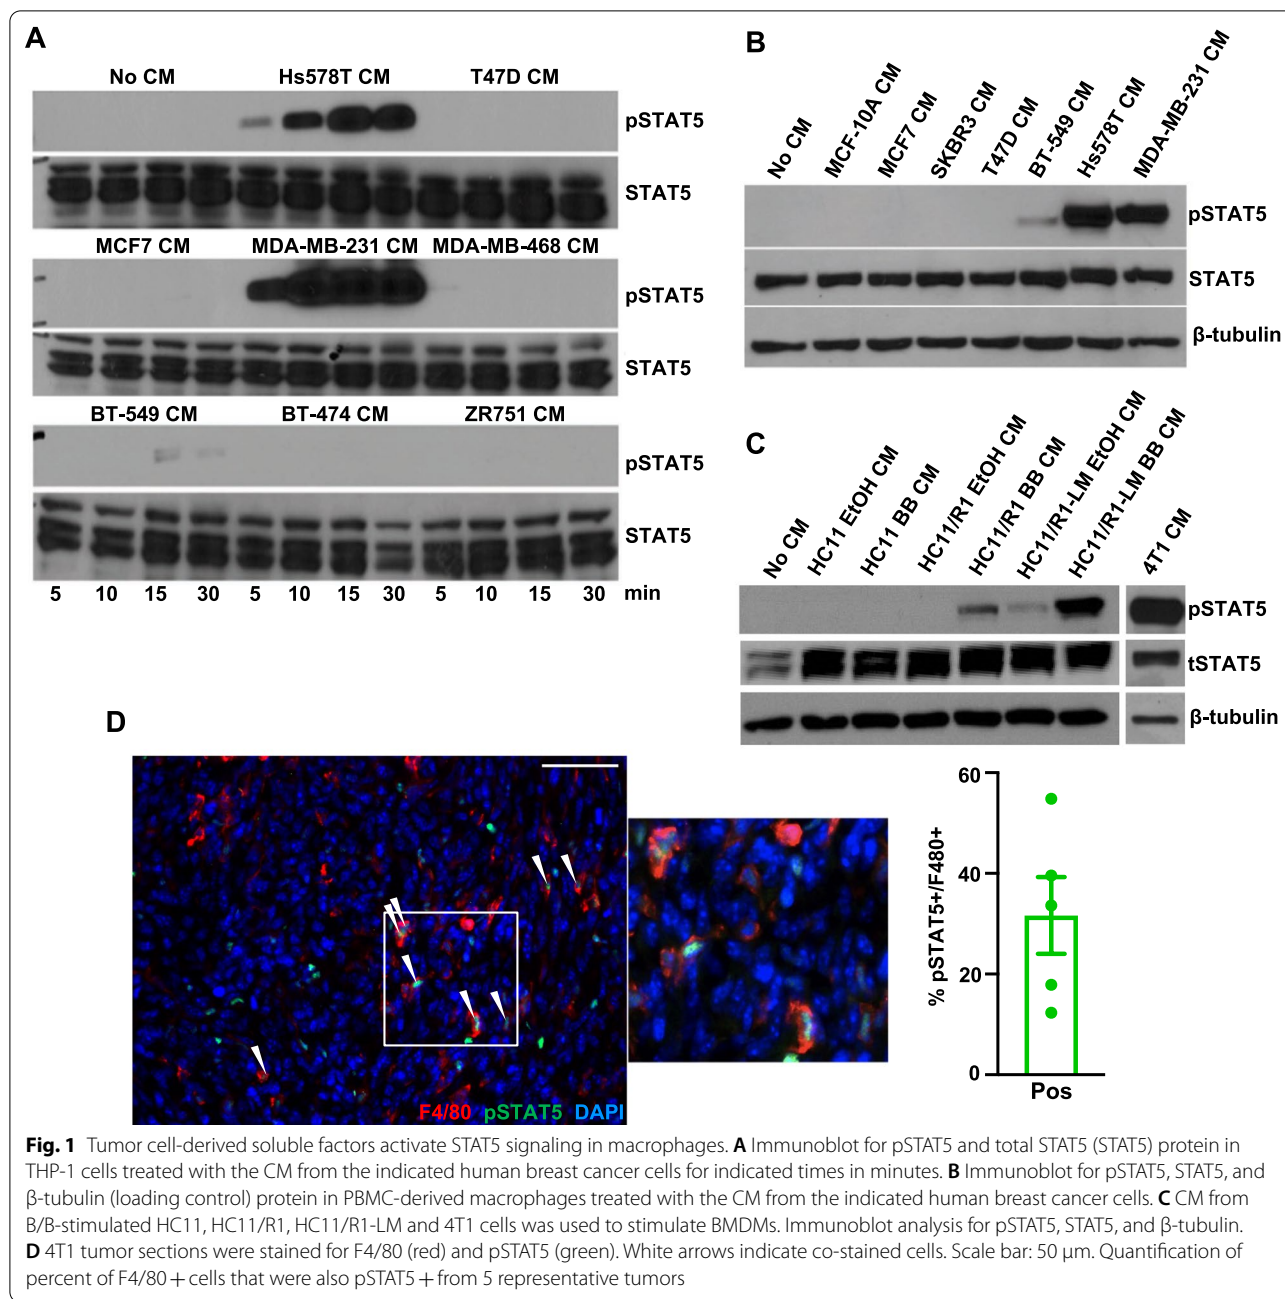 A
No CM Hs578T CM T47D CM
pSTAT5
STAT5
MCF7 CM MDA-MB-231 CM MDA-MB-468 CM
pSTAT5
STAT5
BT-549 CM BT-474 CM ZR751 CM
pSTAT5
STAT5
5 10 15 30 5 10 15 30 5 10 15 30 min
B
No CM
MCF-10A CM
MCF7 CM
SKBR3 CM
T47D CM
BT-549 CM
Hs578T CM
MDA-MB-231 CM
pSTAT5
STAT5
β-tubulin
C
No CM
HC11 EtOH CM
HC11 BB CM
HC11/R1 EtOH CM
HC11/R1 BB CM
HC11/R1-LM EtOH CM
HC11/R1-LM BB CM
4T1 CM
pSTAT5
tSTAT5
β-tubulin
D
F4/80 pSTAT5 DAPI
% pSTAT5+/F480+
60
40
20
0
Pos
Fig. 1 Tumor cell-derived soluble factors activate STAT5 signaling in macrophages. A Immunoblot for pSTAT5 and total STAT5 (STAT5) protein in
THP-1 cells treated with the CM from the indicated human breast cancer cells for indicated times in minutes. B Immunoblot for pSTAT5, STAT5, and
β-tubulin (loading control) protein in PBMC-derived macrophages treated with the CM from the indicated human breast cancer cells. C CM from
B/B-stimulated HC11, HC11/R1, HC11/R1-LM and 4T1 cells was used to stimulate BMDMs. Immunoblot analysis for pSTAT5, STAT5, and β-tubulin.
D 4T1 tumor sections were stained for F4/80 (red) and pSTAT5 (green). White arrows indicate co-stained cells. Scale bar: 50 μm. Quantification of
percent of F4/80 + cells that were also pSTAT5 + from 5 representative tumors